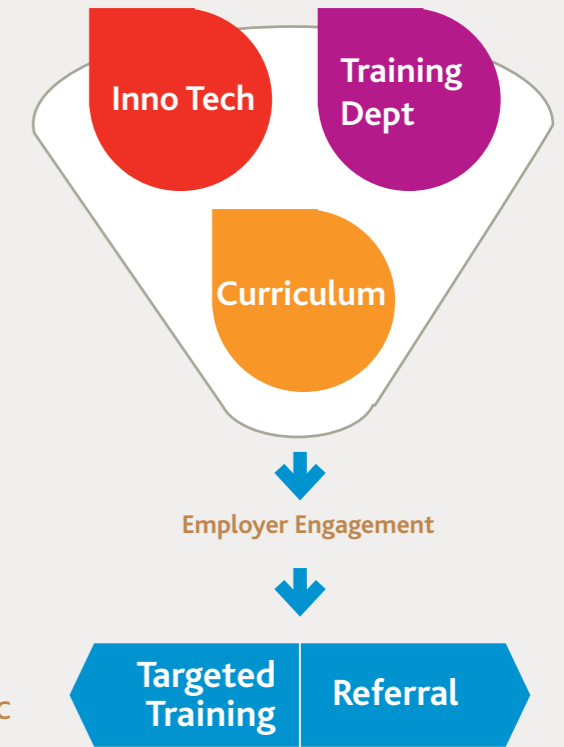 Inno Tech
Training
Dept
Curriculum
Employer Engagement
Targeted
Training
Referral
C